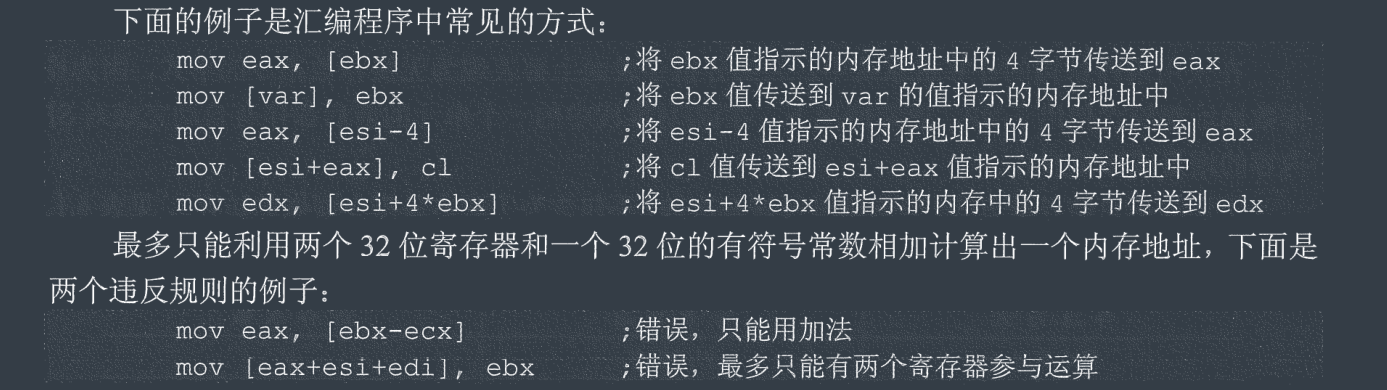 下面的例子是汇编程序中常见的方式：
mov eax, [ebx] ;将 ebx 值指示的内存地址中的 4 字节传送到 eax
mov [var], ebx ;将 ebx 值传送到 var 的值指示的内存地址中
mov eax, [esi-4] ;将 esi-4 值指示的内存地址中的 4 字节传送到 eax
mov [esi+eax], cl ;将 cl 值传送到 esi+eax 值指示的内存地址中
mov edx, [esi+4*ebx] ;将 esi+4*ebx 值指示的内存中的 4 字节传送到 edx
最多只能利用两个 32 位寄存器和一个 32 位的有符号常数相加计算出一个内存地址，下面是
两个违反规则的例子：
mov eax, [ebx-ecx] ;错误，只能用加法
mov [eax+esi+edi], ebx ;错误，最多只能有两个寄存器参与运算